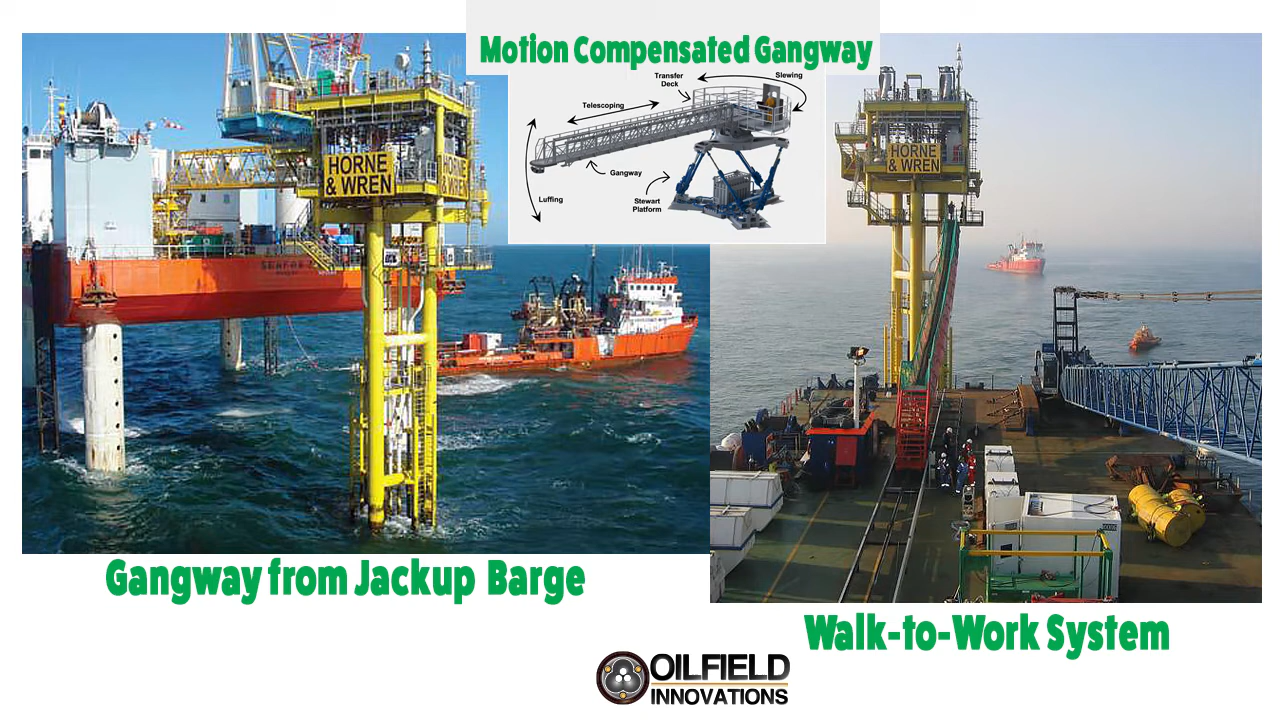 Motion Compensated Gangway
Transfer
Deck
Slewing
Telescoping
Gangway
Luffing
Stewart
Platform
HORNE
& WREN
HORNE
& WREN
HORNE
& WREN
Gangway from Jackup Barge
Walk-to-Work System
OILFIELD
INNOVATIONS